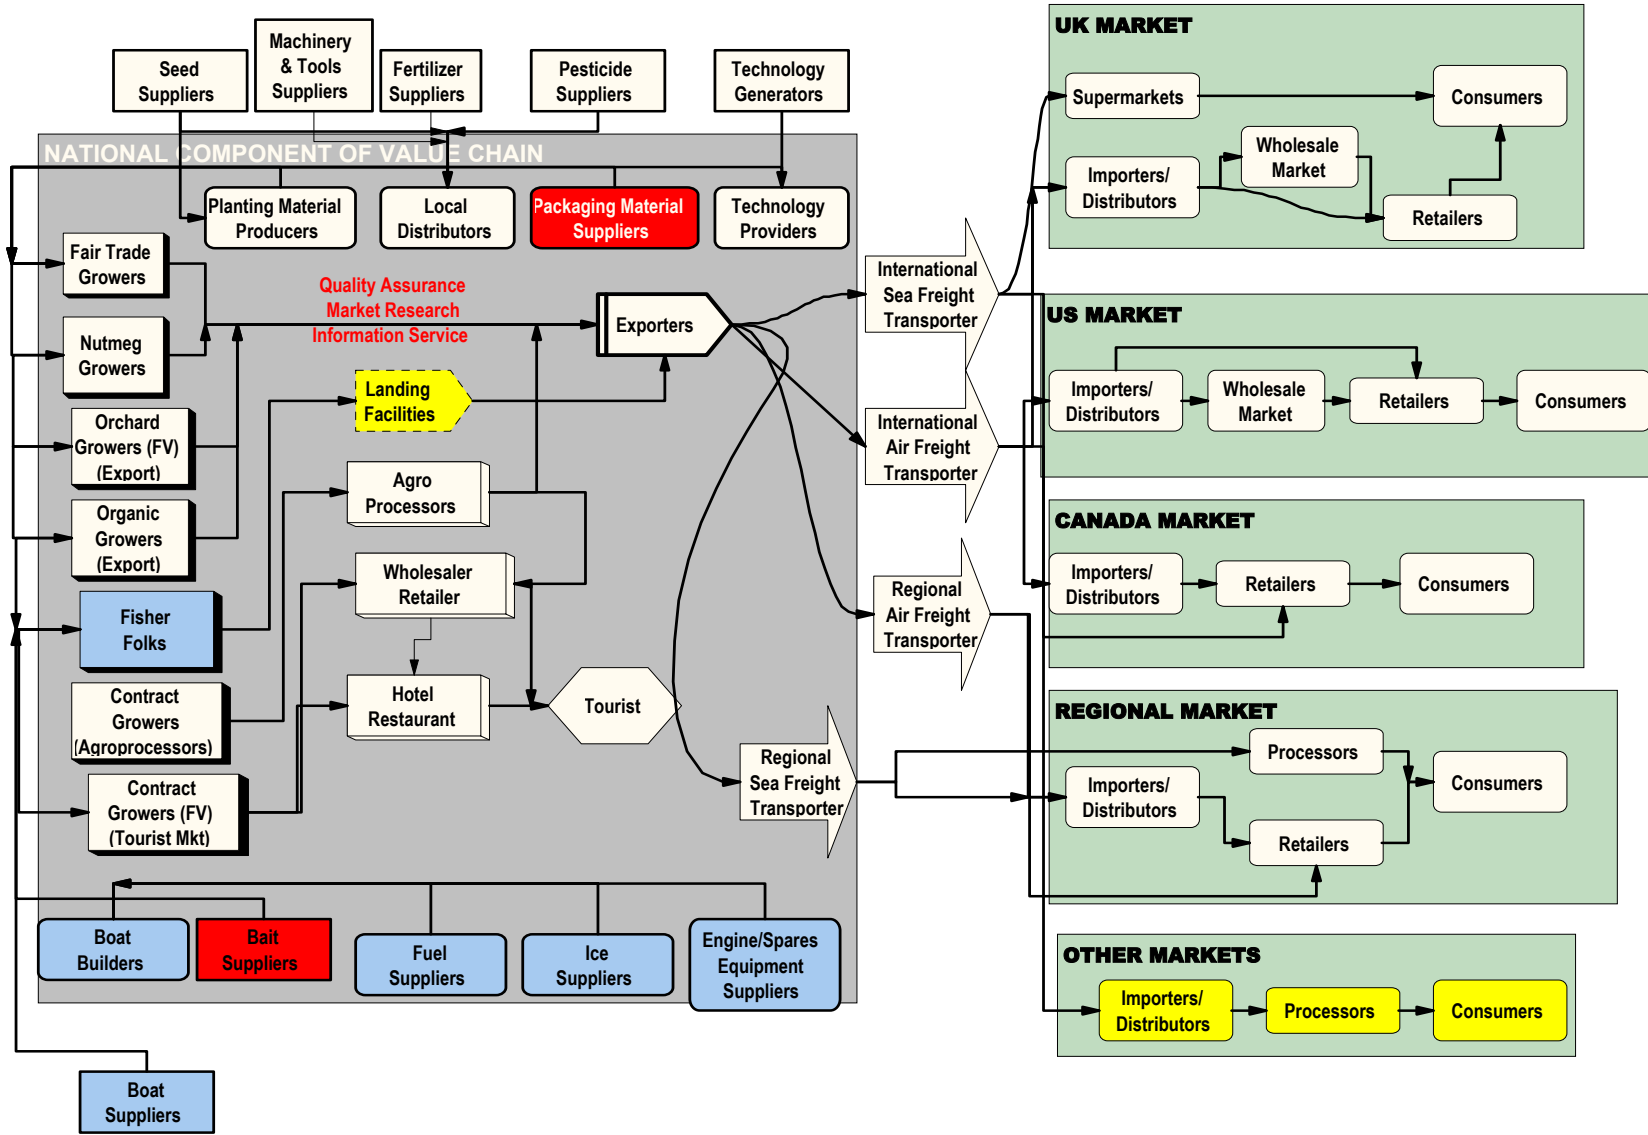 UK MARKET
Machinery
& Tools
Suppliers
Seed
Suppliers
Fertilizer
Suppliers
Pesticide
Suppliers
Technology
Generators
Supermarkets
Consumers
Wholesale
Market
Importers/
Distributors
Retailers
NATIONAL COMPONENT OF VALUE CHAIN
Planting Material
Producers
Local
Distributors
Packaging Material
Suppliers
Technology
Providers
Fair Trade
Growers
Quality Assurance
Market Research
Information Service
Exporters
International
Sea Freight
Transporter
Nutmeg
Growers
Landing
Facilities
US MARKET
Importers/
Distributors
Wholesale
Market
Retailers
Consumers
Orchard
Growers (FV)
(Export)
International
Air Freight
Transporter
Agro
Processors
Organic
Growers
(Export)
CANADA MARKET
Importers/
Distributors
Retailers
Consumers
Wholesaler
Retailer
Regional
Air Freight
Transporter
Fisher
Folks
Contract
Growers
(Agroprocessors)
Hotel
Restaurant
Tourist
REGIONAL MARKET
Processors
Importers/
Distributors
Consumers
Retailers
Regional
Sea Freight
Transporter
Contract
Growers (FV)
(Tourist Mkt)
Boat
Builders
Bait
Suppliers
Fuel
Suppliers
Ice
Suppliers
Engine/Spares
Equipment
Suppliers
OTHER MARKETS
Importers/
Distributors
Processors
Consumers
Boat
Suppliers